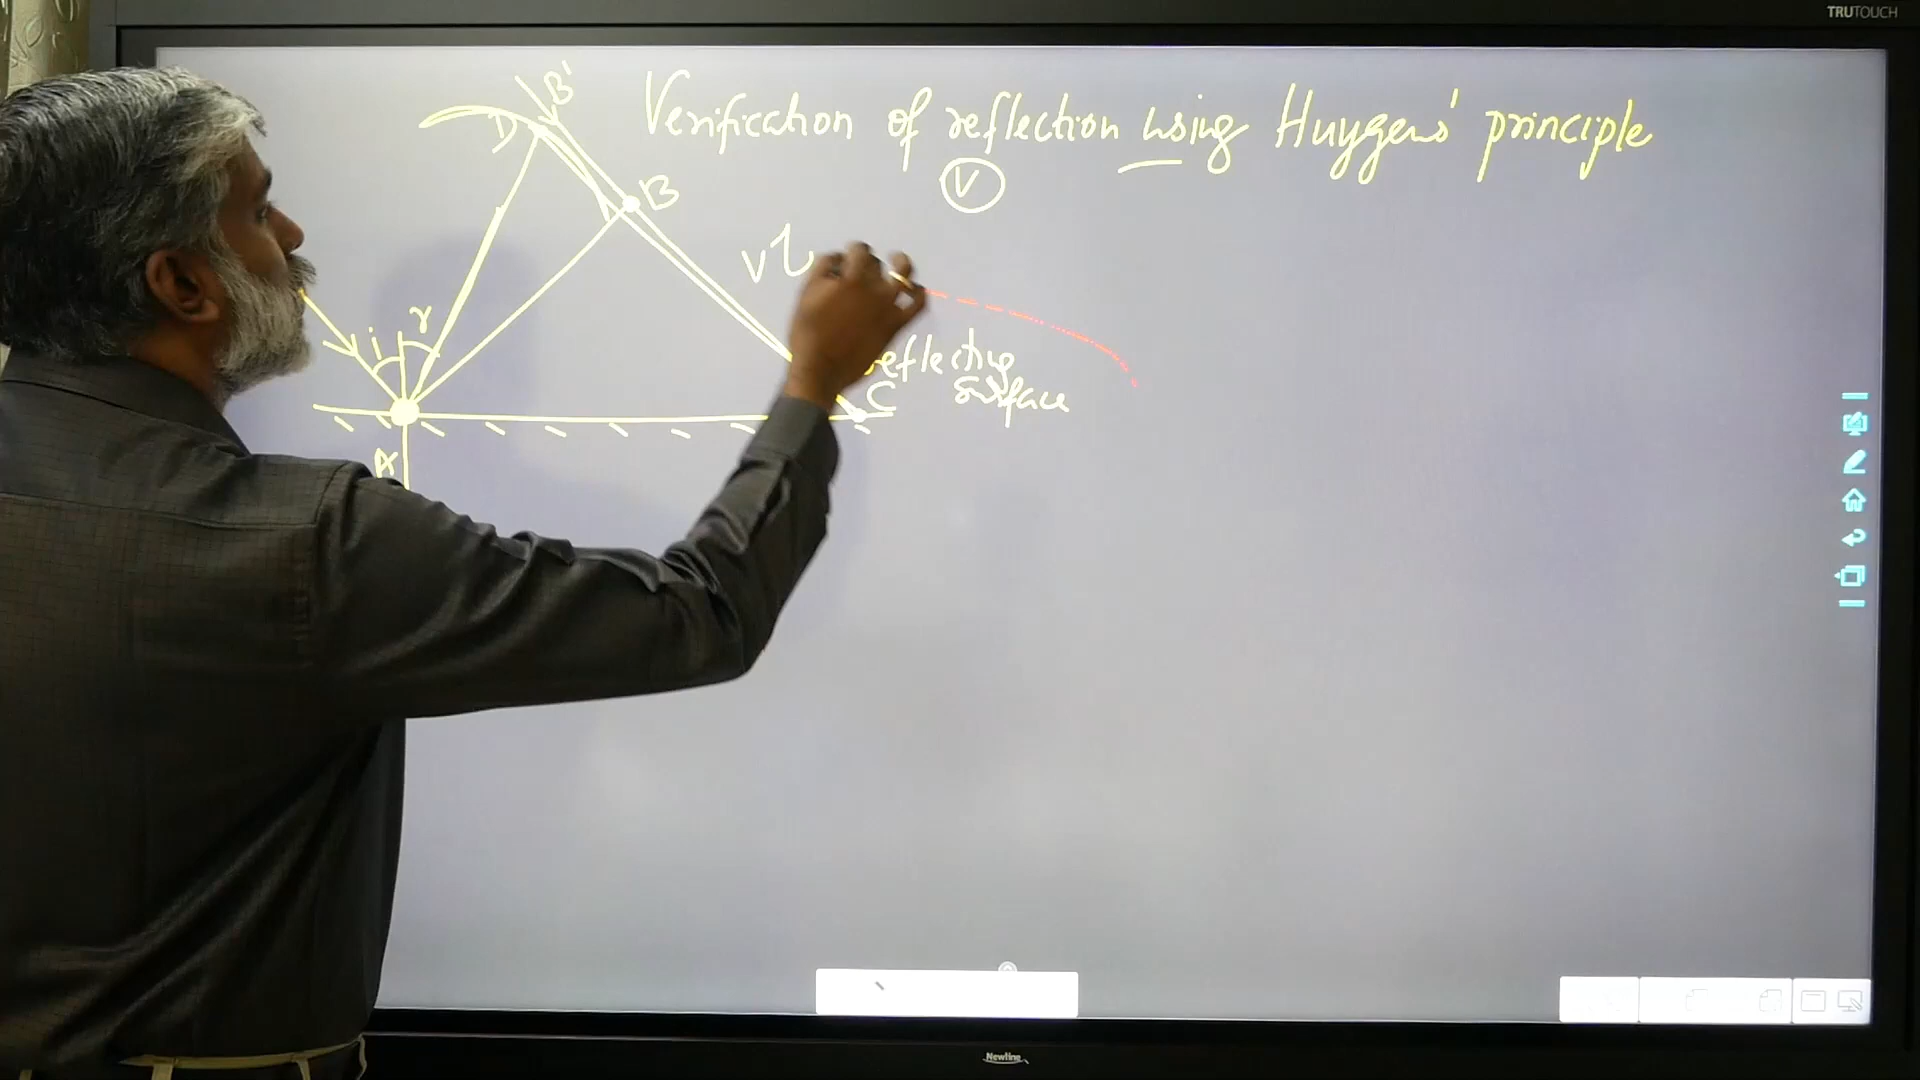 TRUTOUCH
Verification of reflection using Huygens' principle
V
B'
D
B
vt
i
r
reflecting
surface
C
A
Newline